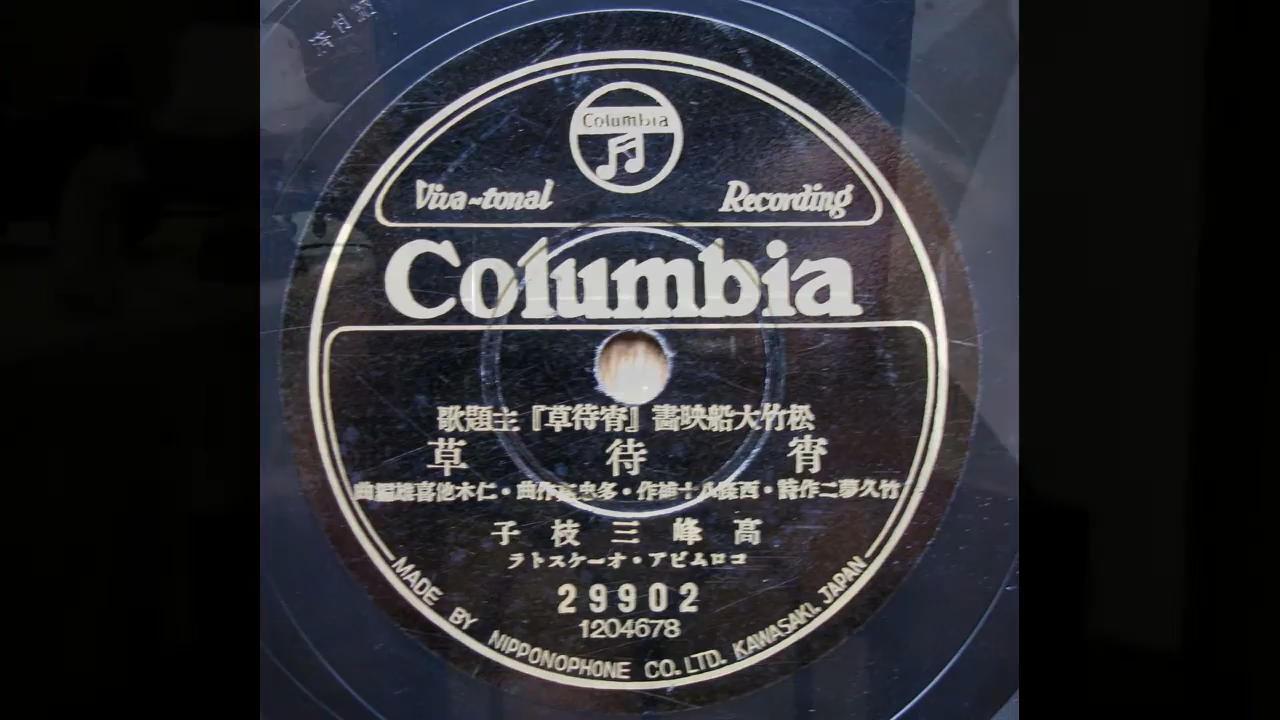 Columbia
Viva-tonal Recording
Columbia
松竹大船映畫『宵待草』主題歌
宵待草
竹久夢二作詩・西條八十補作・多忠亮作曲・仁木他喜雄編曲
高峰三枝子
コロムビア・オーケストラ
29902
1204678
MADE BY NIPPONOPHONE CO. LTD. KAWASAKI, JAPAN